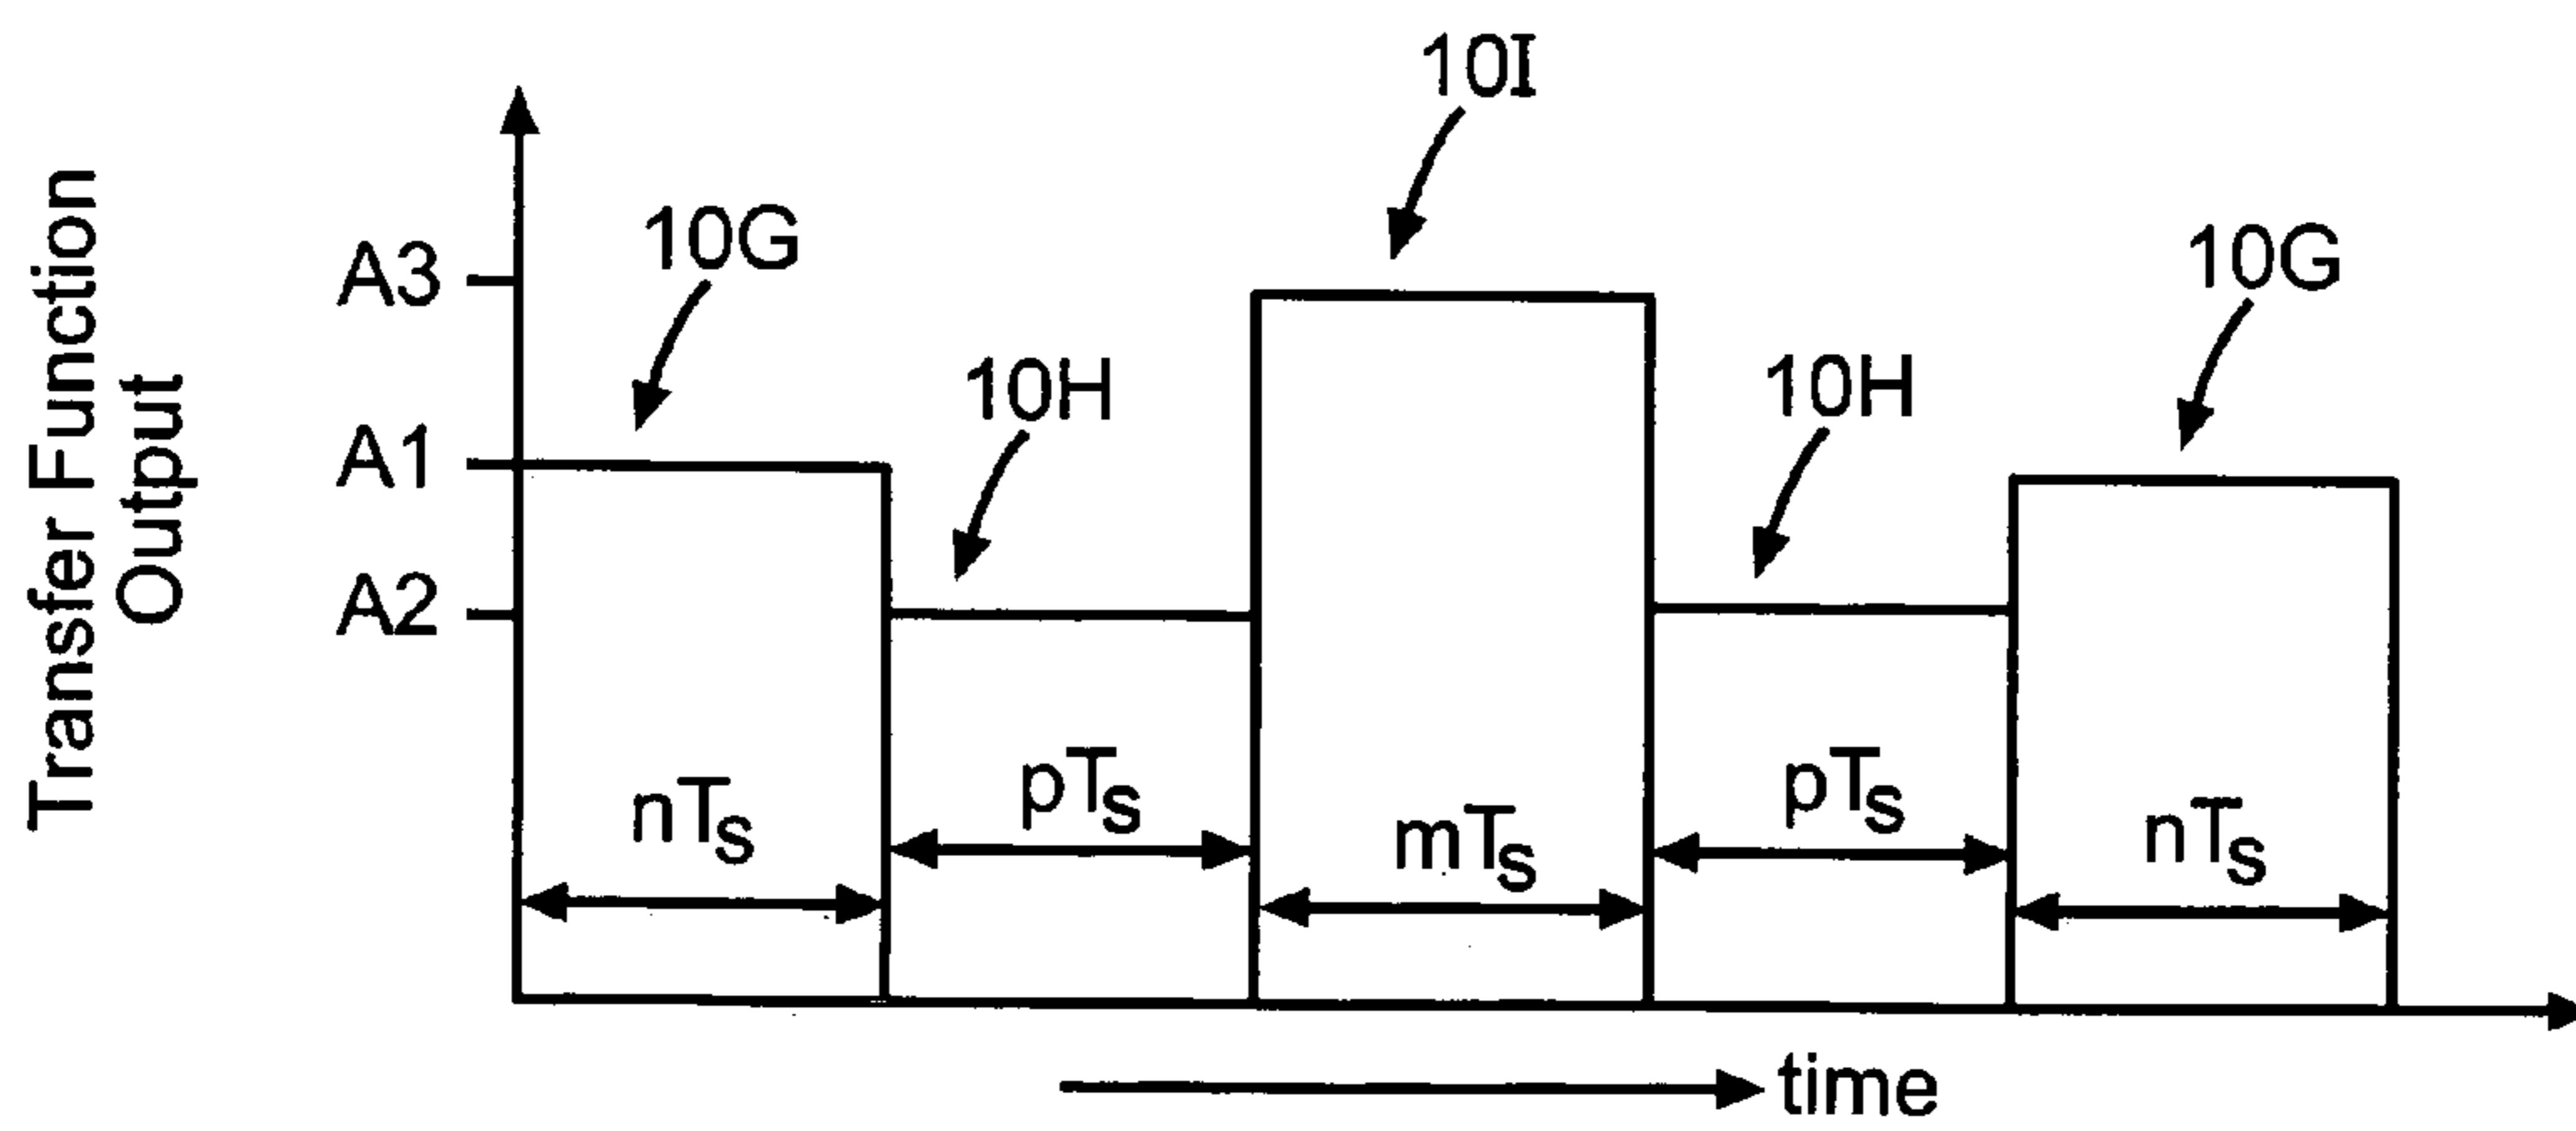 Transfer Function
Output
A3
A1
A2
10G
10H
10I
10H
10G
nTs
pTs
mTs
pTs
nTs
time